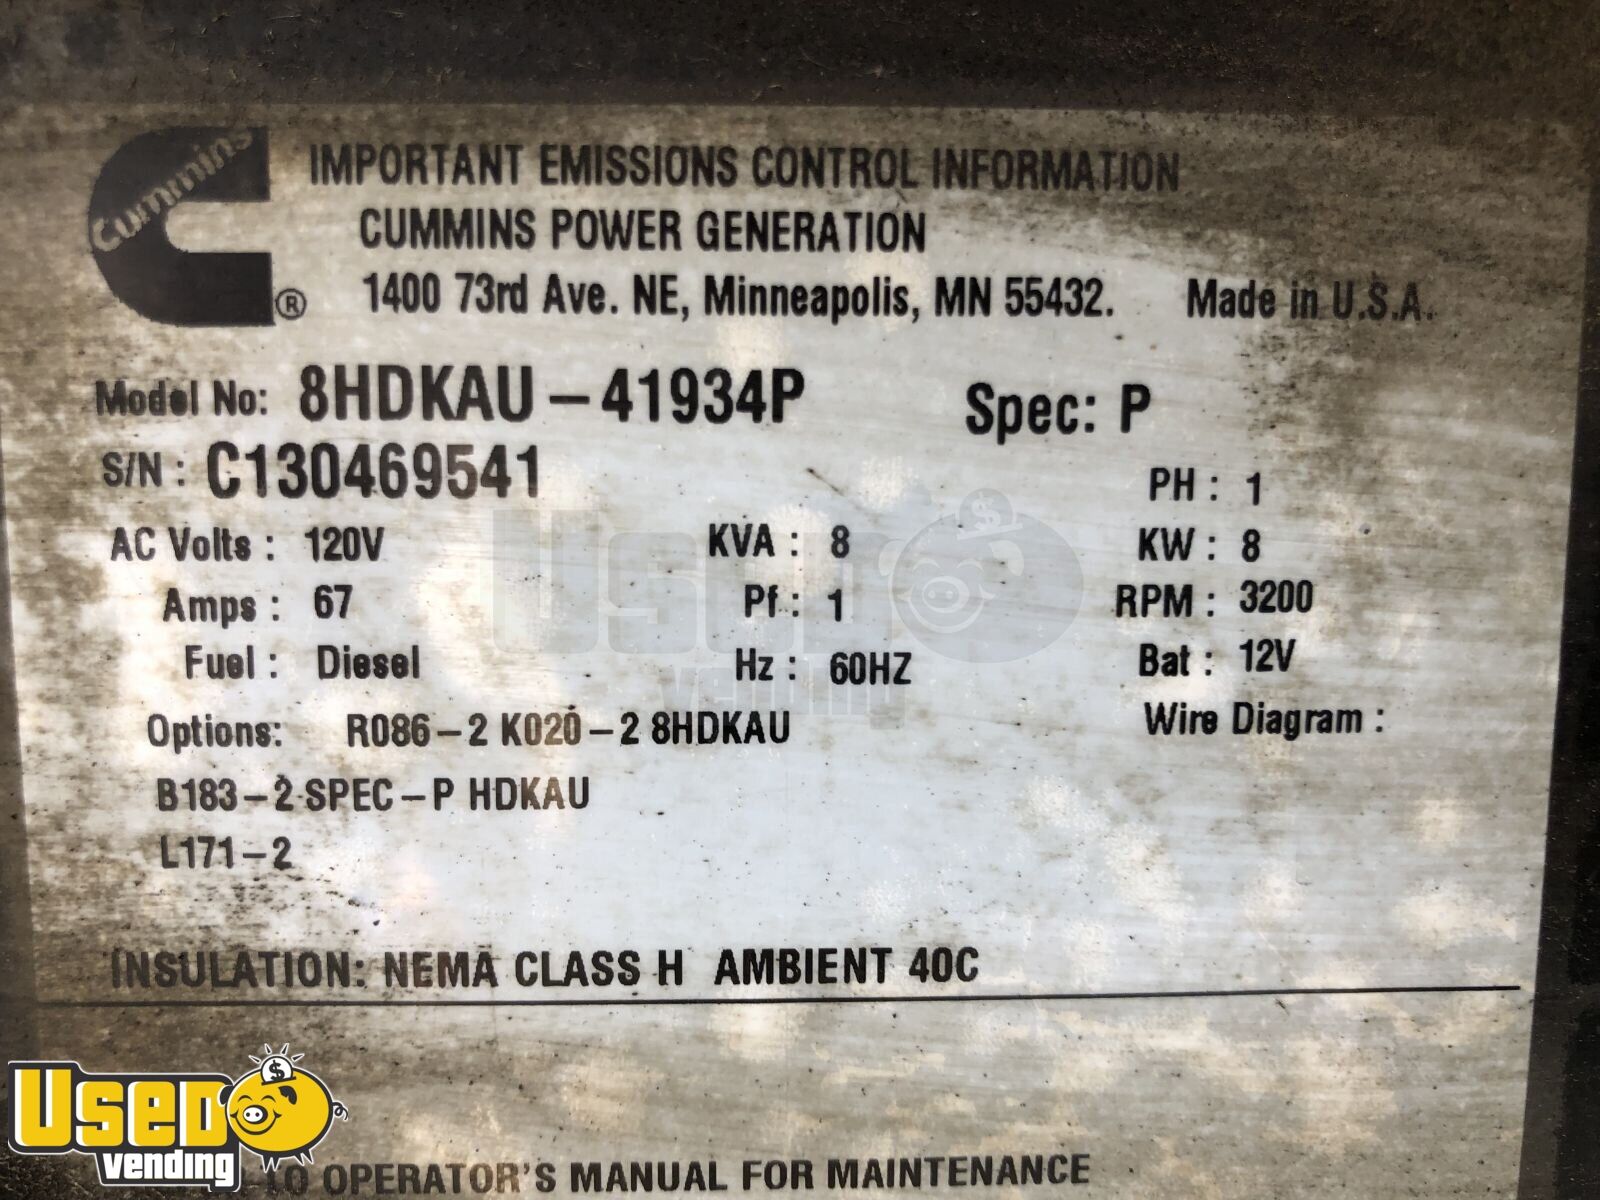 Cummins
®
IMPORTANT EMISSIONS CONTROL INFORMATION
CUMMINS POWER GENERATION
1400 73rd Ave. NE, Minneapolis, MN 55432. Made in U.S.A.
Model No: 8HDKAU-41934P Spec: P
S/N: C130469541 PH: 1
AC Volts: 120V KVA: 8 KW: 8
Amps: 67 Pf: 1 RPM: 3200
Fuel: Diesel Hz: 60HZ Bat: 12V
Options: R086-2 K020-2 8HDKAU Wire Diagram:
B183-2 SPEC-P HDKAU
L171-2
INSULATION: NEMA CLASS H AMBIENT 40C
TO OPERATOR'S MANUAL FOR MAINTENANCE
Used
vending
$
Used
vending
$